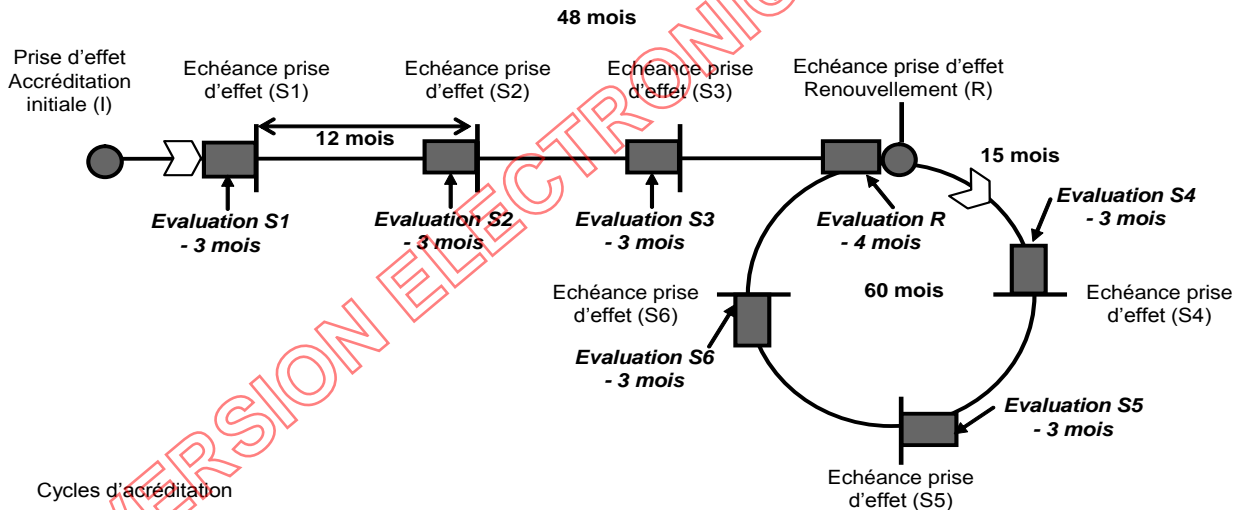 48 mois
Prise d'effet
Accréditation
initiale (I)
Echéance prise
d'effet (S1)
Echéance prise
d'effet (S2)
Echéance prise
d'effet (S3)
Echéance prise d'effet
Renouvellement (R)
12 mois
15 mois
Evaluation S1
- 3 mois
Evaluation S2
- 3 mois
Evaluation S3
- 3 mois
Evaluation R
- 4 mois
Evaluation S4
- 3 mois
60 mois
Echéance prise
d'effet (S6)
Echéance prise
d'effet (S4)
Evaluation S6
- 3 mois
Evaluation S5
- 3 mois
Echéance prise
d'effet (S5)
Cycles d'acréditation
VERSION ELECTRONIQ